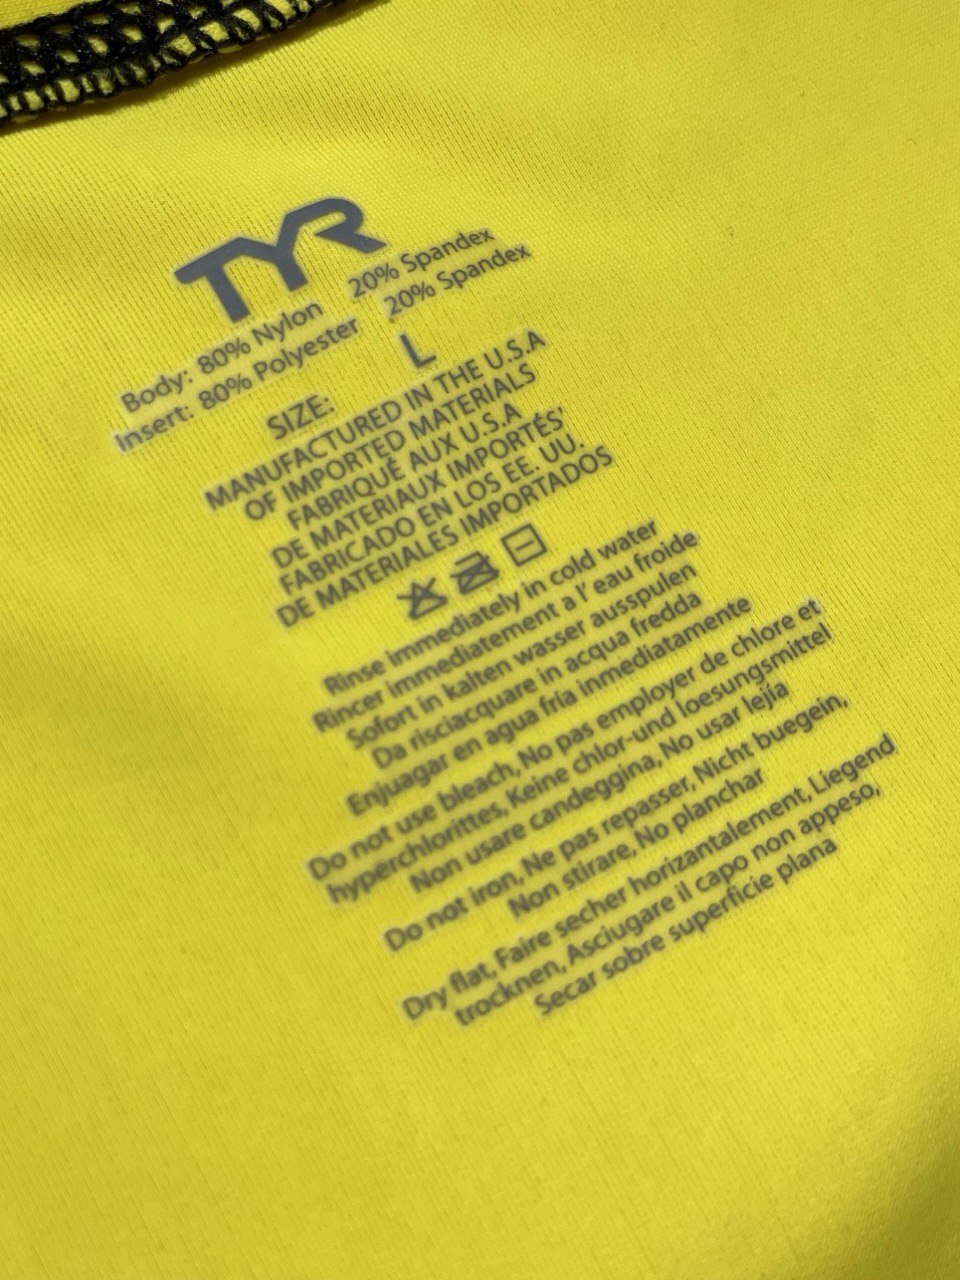 TYR
Body: 80% Nylon 20% Spandex
Insert: 80% Polyester 20% Spandex
SIZE: L
MANUFACTURED IN THE U.S.A
OF IMPORTED MATERIALS
FABRIQUÉ AUX U.S.A
DE MATERIAUX IMPORTÉS'
FABRICADO EN LOS EE. UU.
DE MATERIALES IMPORTADOS
Rinse immediately in cold water
Rincer immediatement a l' eau froide
Sofort in kalten wasser ausspulen
Da risciacquare in acqua fredda
Enjuagar en agua fría inmediatamente
Do not use bleach, No pas employer de chlore et
hyperchlorittes, Keine chlor-und loesungsmittel
Non usare candeggina, No usar lejía
Do not iron, Ne pas repasser, Nicht buegein,
Non stirare, No planchar
Dry flat, Faire secher horizantalement, Liegend
trocknen, Asciugare il capo non appeso,
Secar sobre superficie plana